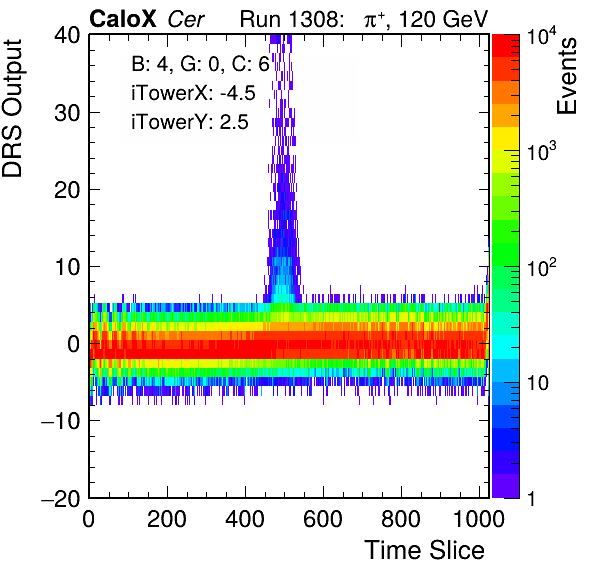 CaloX Cer Run 1308: π⁺, 120 GeV
B: 4, G: 0, C: 6
iTowerX: -4.5
iTowerY: 2.5
DRS Output
40
30
20
10
0
−10
−20
0 200 400 600 800 1000
Time Slice
Events
10⁴
10³
10²
10
1